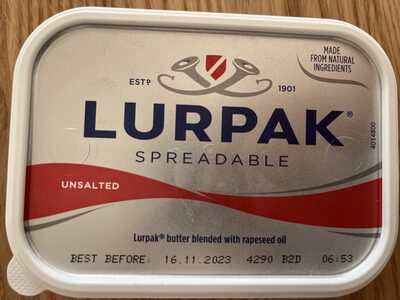 MADE
FROM NATURAL
INGREDIENTS
ESTD 1901
LURPAK®
4014800
SPREADABLE
UNSALTED
Lurpak® butter blended with rapeseed oil
BEST BEFORE: 16.11.2023 4290 B2D 06:53